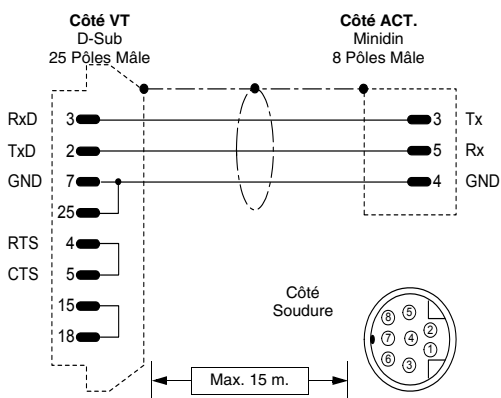 Côté VT
D-Sub
25 Pôles Mâle
Côté ACT.
Minidin
8 Pôles Mâle
RxD 3 3 Tx
TxD 2 5 Rx
GND 7 4 GND
25
RTS 4
CTS 5
15
18
Côté
Soudure
8 5
2
7 4
1
6 3
Max. 15 m.